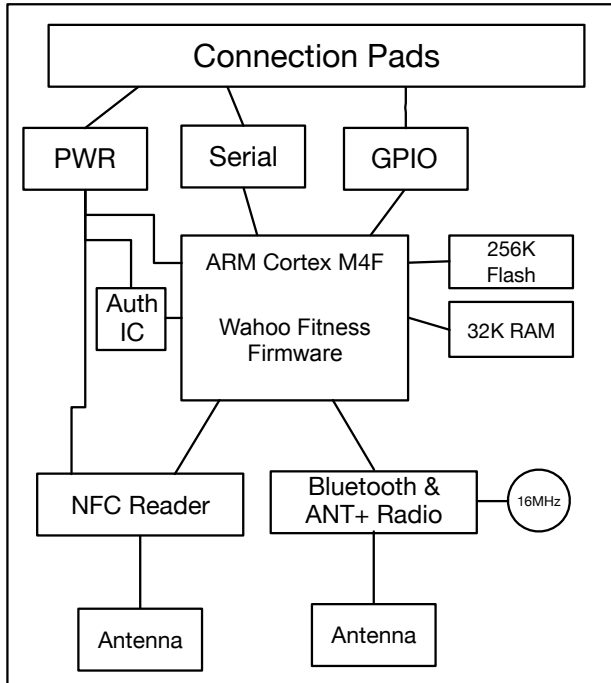 Connection Pads
PWR
Serial
GPIO
ARM Cortex M4F
256K
Flash
Auth
IC
Wahoo Fitness
Firmware
32K RAM
NFC Reader
Bluetooth &
ANT+ Radio
16MHz
Antenna
Antenna